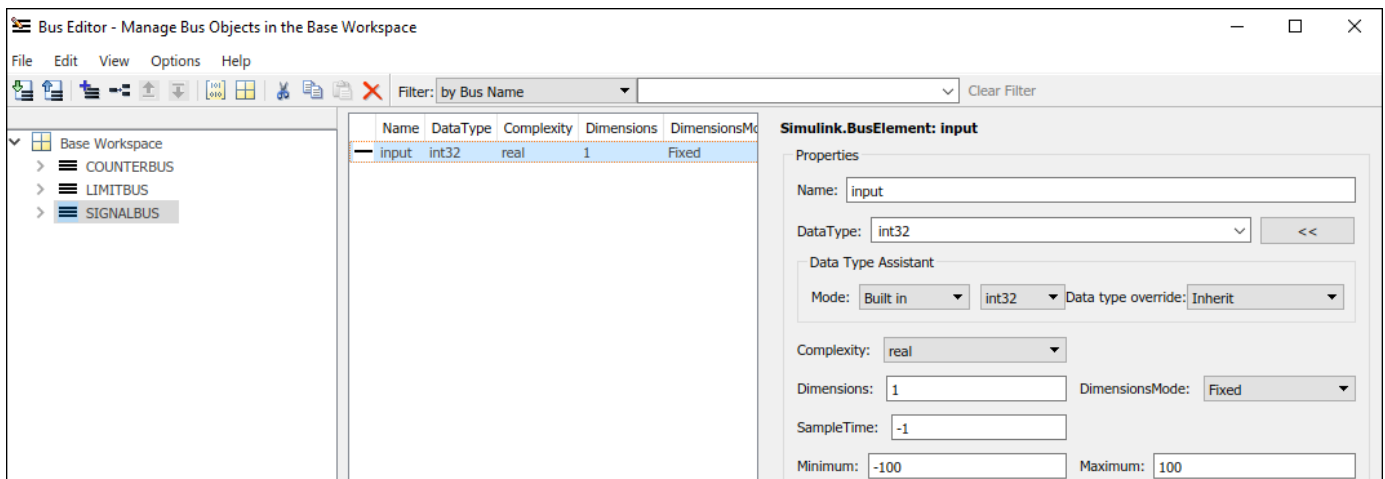 Bus Editor - Manage Bus Objects in the Base Workspace
File Edit View Options Help
Filter: by Bus Name Clear Filter
Base Workspace
COUNTERBUS
LIMITBUS
SIGNALBUS
Name DataType Complexity Dimensions DimensionsMo
input int32 real 1 Fixed
Simulink.BusElement: input
Properties
Name: input
DataType: int32 <<
Data Type Assistant
Mode: Built in int32 Data type override: Inherit
Complexity: real
Dimensions: 1 DimensionsMode: Fixed
SampleTime: -1
Minimum: -100 Maximum: 100